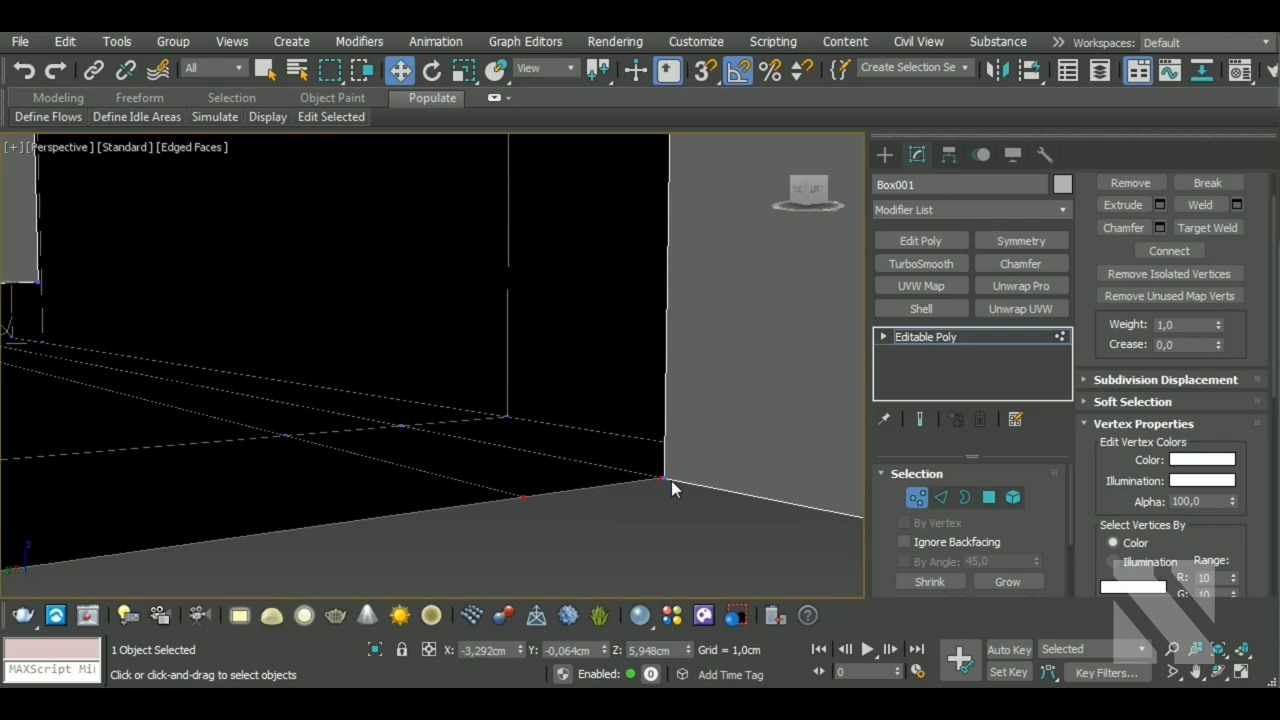 File Edit Tools Group Views Create Modifiers Animation Graph Editors Rendering Customize Scripting Content Civil View Substance Workspaces: Default
All View Create Selection Se
Modeling Freeform Selection Object Paint Populate
Define Flows Define Idle Areas Simulate Display Edit Selected
[+] [Perspective ] [Standard ] [Edged Faces ]
Box001
Modifier List
Edit Poly Symmetry
TurboSmooth Chamfer
UVW Map Unwrap Pro
Shell Unwrap UVW
Editable Poly
Selection
By Vertex
Ignore Backfacing
By Angle: 45,0
Shrink Grow
Remove Break
Extrude Weld
Chamfer Target Weld
Connect
Remove Isolated Vertices
Remove Unused Map Verts
Weight: 1,0
Crease: 0,0
Subdivision Displacement
Soft Selection
Vertex Properties
Edit Vertex Colors
Color:
Illumination:
Alpha: 100,0
Select Vertices By
Color
Illumination Range:
R: 10
G: 10
z
1 Object Selected X: -3,292cm Y: -0,064cm Z: 5,948cm Grid = 1,0cm Auto Key Selected
MAXScript Mi
Click or click-and-drag to select objects Enabled: 0 Add Time Tag 0 Set Key Key Filters...